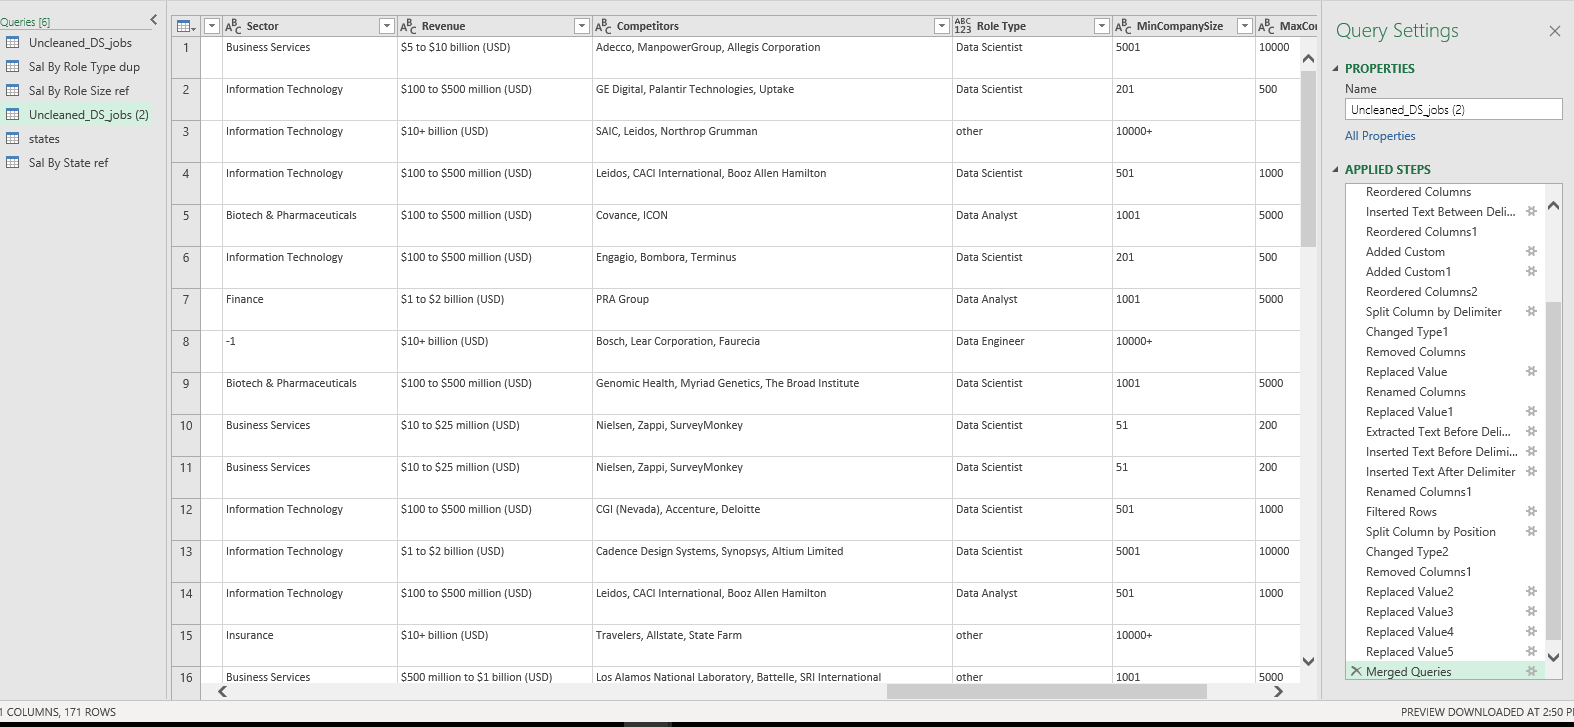 Queries [6]
Uncleaned_DS_jobs
Sal By Role Type dup
Sal By Role Size ref
Uncleaned_DS_jobs (2)
states
Sal By State ref
Sector Revenue Competitors Role Type MinCompanySize MaxCor
1 Business Services $5 to $10 billion (USD) Adecco, ManpowerGroup, Allegis Corporation Data Scientist 5001 10000
2 Information Technology $100 to $500 million (USD) GE Digital, Palantir Technologies, Uptake Data Scientist 201 500
3 Information Technology $10+ billion (USD) SAIC, Leidos, Northrop Grumman other 10000+
4 Information Technology $100 to $500 million (USD) Leidos, CACI International, Booz Allen Hamilton Data Scientist 501 1000
5 Biotech & Pharmaceuticals $100 to $500 million (USD) Covance, ICON Data Analyst 1001 5000
6 Information Technology $100 to $500 million (USD) Engagio, Bombora, Terminus Data Scientist 201 500
7 Finance $1 to $2 billion (USD) PRA Group Data Analyst 1001 5000
8 -1 $10+ billion (USD) Bosch, Lear Corporation, Faurecia Data Engineer 10000+
9 Biotech & Pharmaceuticals $100 to $500 million (USD) Genomic Health, Myriad Genetics, The Broad Institute Data Scientist 1001 5000
10 Business Services $10 to $25 million (USD) Nielsen, Zappi, SurveyMonkey Data Scientist 51 200
11 Business Services $10 to $25 million (USD) Nielsen, Zappi, SurveyMonkey Data Scientist 51 200
12 Information Technology $100 to $500 million (USD) CGI (Nevada), Accenture, Deloitte Data Scientist 501 1000
13 Information Technology $1 to $2 billion (USD) Cadence Design Systems, Synopsys, Altium Limited Data Scientist 5001 10000
14 Information Technology $100 to $500 million (USD) Leidos, CACI International, Booz Allen Hamilton Data Analyst 501 1000
15 Insurance $10+ billion (USD) Travelers, Allstate, State Farm other 10000+
16 Business Services $500 million to $1 billion (USD) Los Alamos National Laboratory, Battelle, SRI International other 1001 5000
Query Settings
PROPERTIES
Name
Uncleaned_DS_jobs (2)
All Properties
APPLIED STEPS
Reordered Columns
Inserted Text Between Deli...
Reordered Columns1
Added Custom
Added Custom1
Reordered Columns2
Split Column by Delimiter
Changed Type1
Removed Columns
Replaced Value
Renamed Columns
Replaced Value1
Extracted Text Before Deli...
Inserted Text Before Delimi...
Inserted Text After Delimiter
Renamed Columns1
Filtered Rows
Split Column by Position
Changed Type2
Removed Columns1
Replaced Value2
Replaced Value3
Replaced Value4
Replaced Value5
Merged Queries
1 COLUMNS, 171 ROWS
PREVIEW DOWNLOADED AT 2:50 P